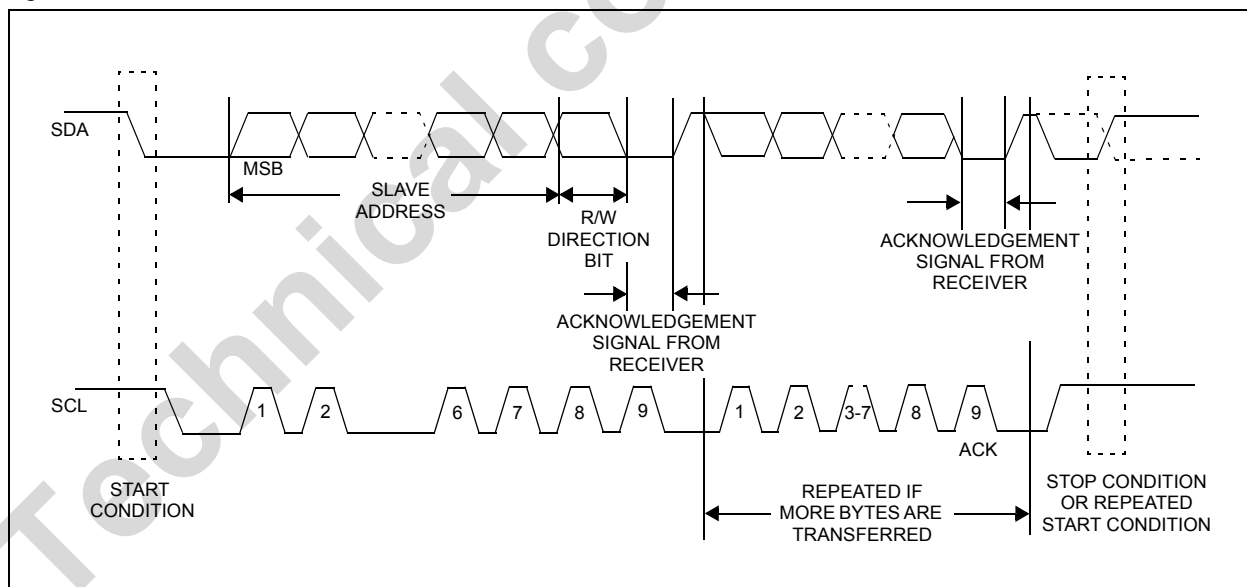 SDA
MSB
SLAVE
ADDRESS
R/W
DIRECTION
BIT
ACKNOWLEDGEMENT
SIGNAL FROM
RECEIVER
ACKNOWLEDGEMENT
SIGNAL FROM
RECEIVER
SCL
1
2
6
7
8
9
1
2
3-7
8
9
ACK
START
CONDITION
REPEATED IF
MORE BYTES ARE
TRANSFERRED
STOP CONDITION
OR REPEATED
START CONDITION
Technical co